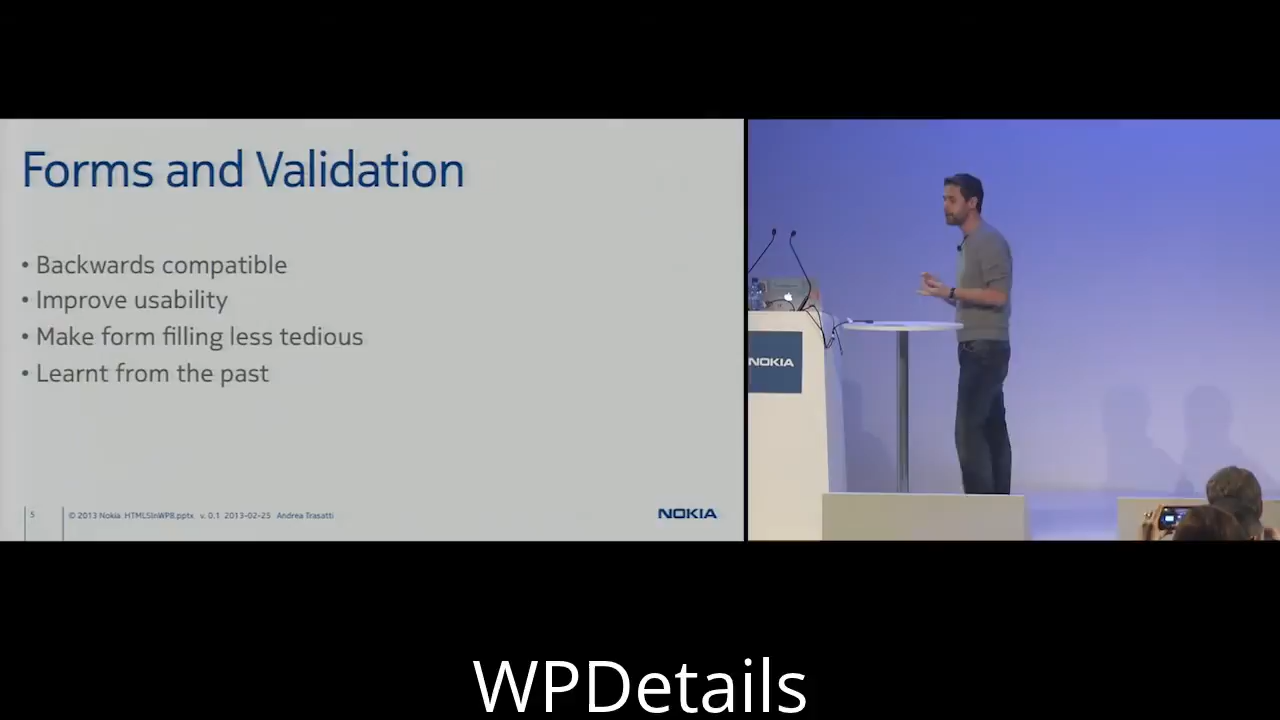 Forms and Validation
• Backwards compatible
• Improve usability
• Make form filling less tedious
• Learnt from the past
5
© 2013 Nokia HTML5InWP8.pptx v. 0.1 2013-02-25 Andrea Trasatti
NOKIA
NOKIA
WPDetails